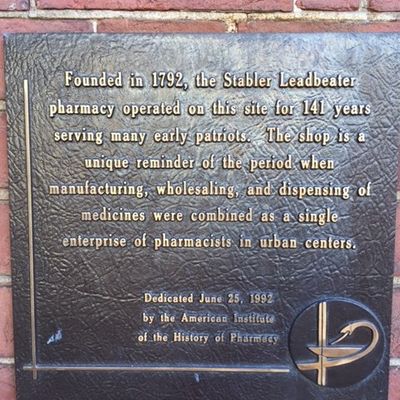 Founded in 1792, the Stabler Leadbeater
pharmacy operated on this site for 141 years
serving many early patriots. The shop is a
unique reminder of the period when
manufacturing, wholesaling, and dispensing of
medicines were combined as a single
enterprise of pharmacists in urban centers.
Dedicated June 25, 1992
by the American Institute
of the History of Pharmacy